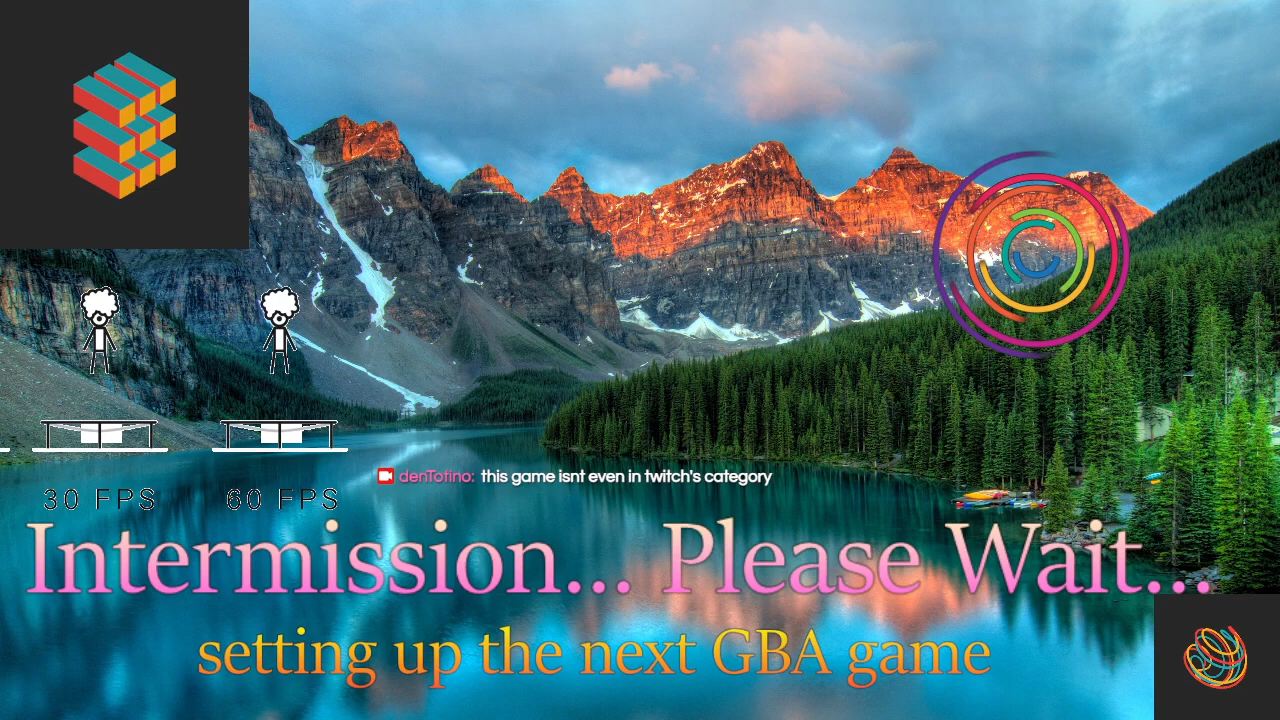 denTotino: this game isnt even in twitch's category
30 FPS 60 FPS
Intermission... Please Wait...
setting up the next GBA game